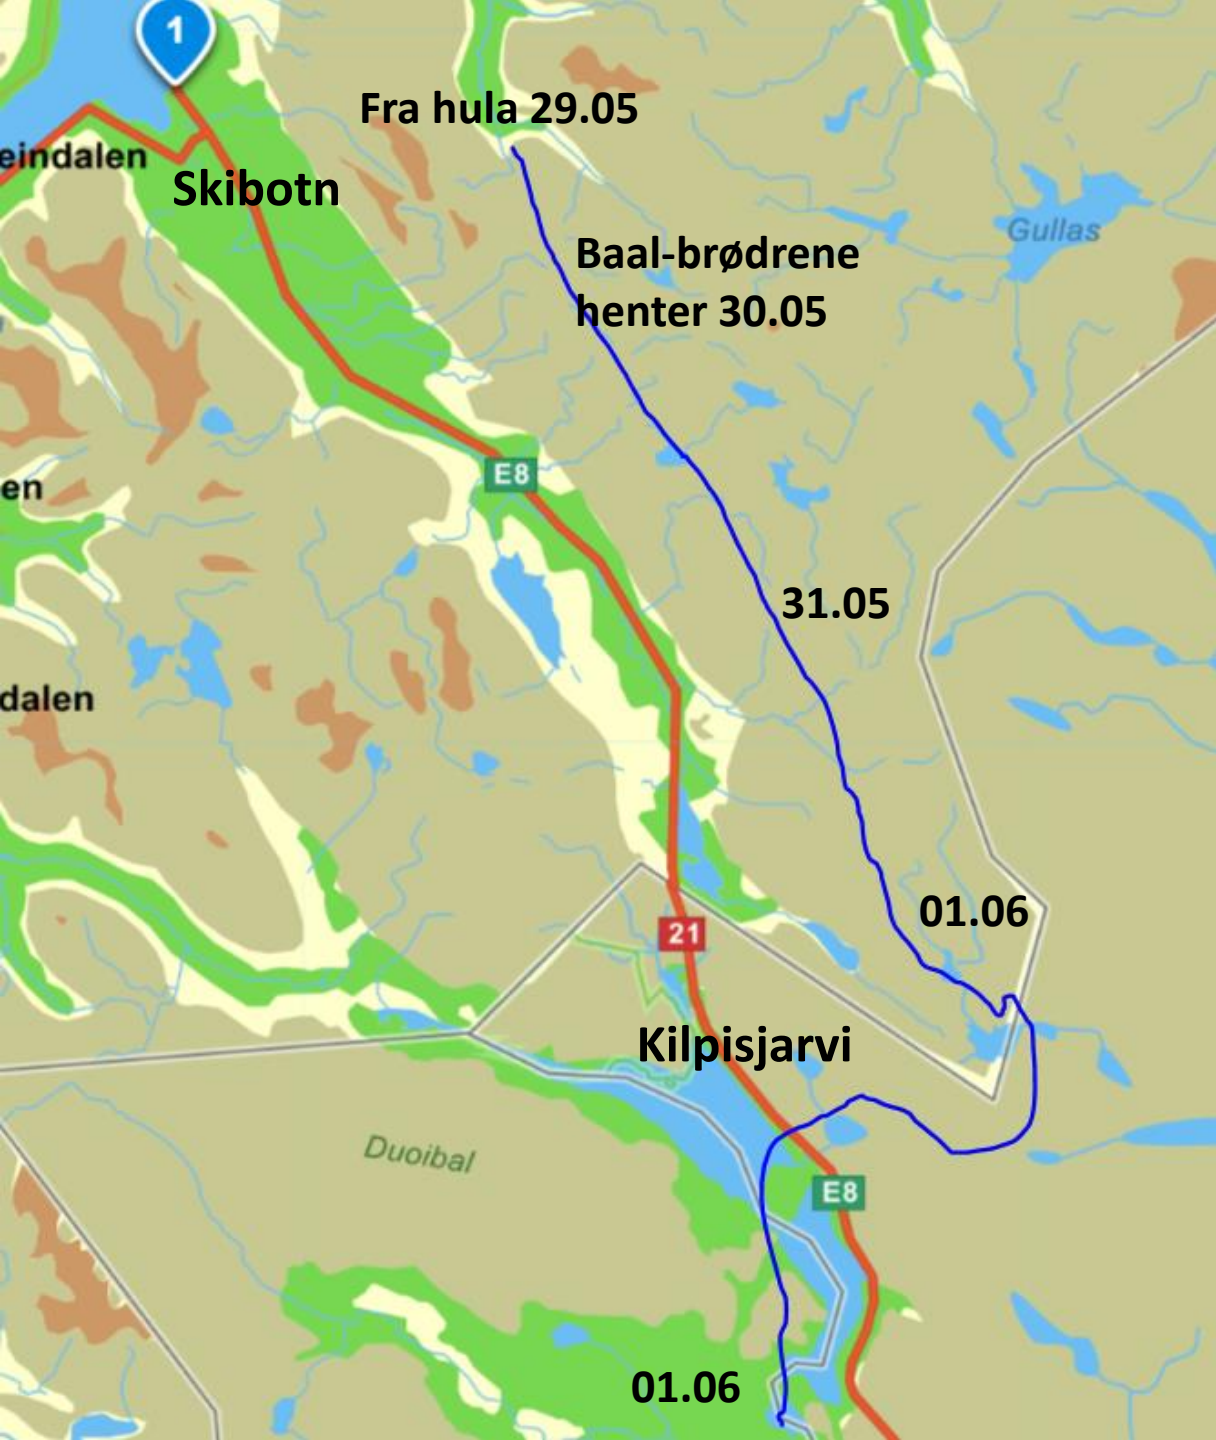 1
Fra hula 29.05
eindalen
Skibotn
Gullas
Baal-brødrene
henter 30.05
E8
en
31.05
dalen
01.06
21
Kilpisjarvi
Duoibal
E8
01.06